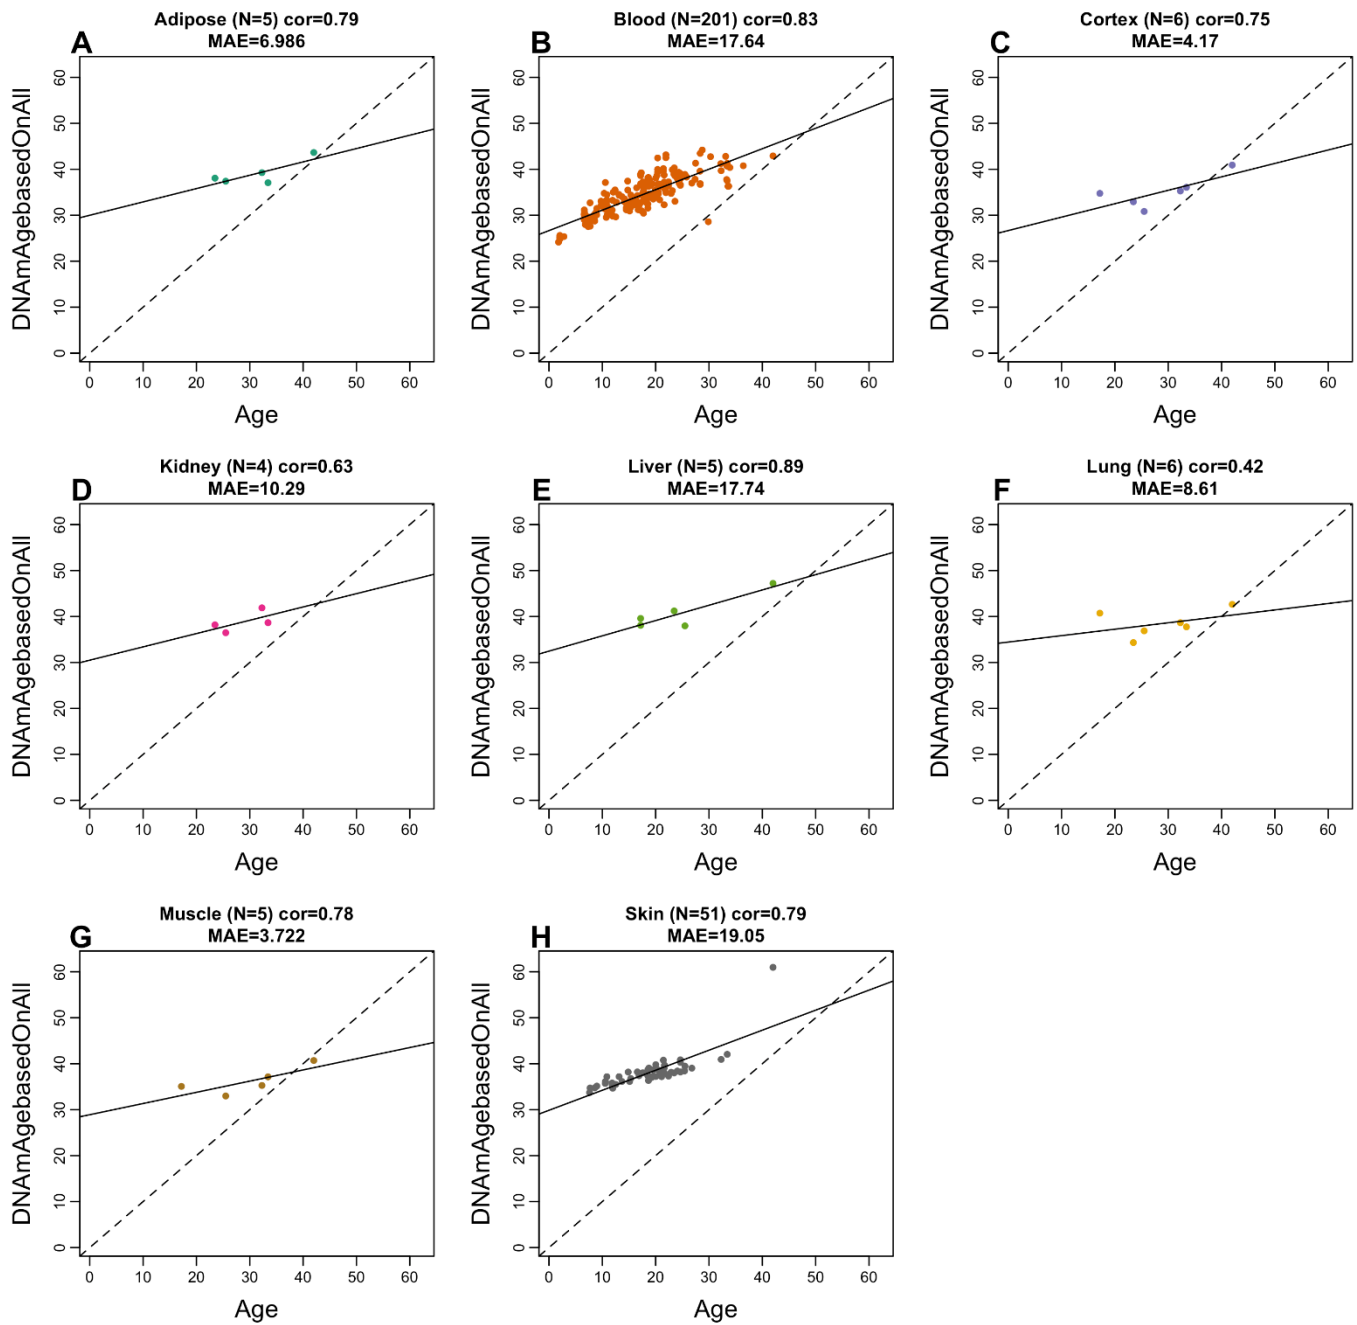 A
Adipose (N=5) cor=0.79
MAE=6.986
DNAmAgebasedOnAll
60
50
40
30
20
10
0
0 10 20 30 40 50 60
Age
B
Blood (N=201) cor=0.83
MAE=17.64
DNAmAgebasedOnAll
60
50
40
30
20
10
0
0 10 20 30 40 50 60
Age
C
Cortex (N=6) cor=0.75
MAE=4.17
DNAmAgebasedOnAll
60
50
40
30
20
10
0
0 10 20 30 40 50 60
Age
D
Kidney (N=4) cor=0.63
MAE=10.29
DNAmAgebasedOnAll
60
50
40
30
20
10
0
0 10 20 30 40 50 60
Age
E
Liver (N=5) cor=0.89
MAE=17.74
DNAmAgebasedOnAll
60
50
40
30
20
10
0
0 10 20 30 40 50 60
Age
F
Lung (N=6) cor=0.42
MAE=8.61
DNAmAgebasedOnAll
60
50
40
30
20
10
0
0 10 20 30 40 50 60
Age
G
Muscle (N=5) cor=0.78
MAE=3.722
DNAmAgebasedOnAll
60
50
40
30
20
10
0
0 10 20 30 40 50 60
Age
H
Skin (N=51) cor=0.79
MAE=19.05
DNAmAgebasedOnAll
60
50
40
30
20
10
0
0 10 20 30 40 50 60
Age